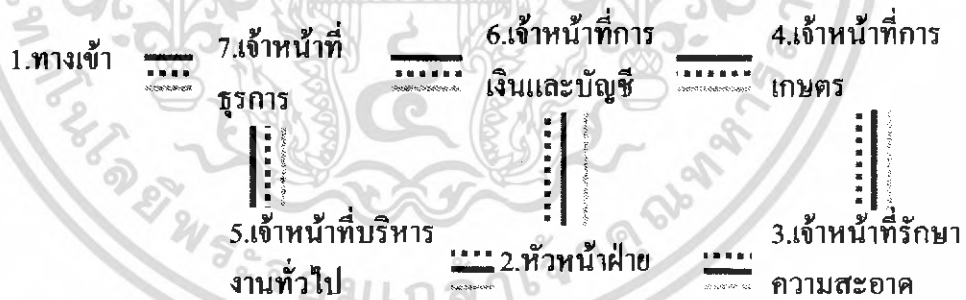 1.ทางเข้า
7.เจ้าหน้าที่
ธุรการ
6.เจ้าหน้าที่การ
เงินและบัญชี
4.เจ้าหน้าที่การ
เกษตร
5.เจ้าหน้าที่บริหาร
งานทั่วไป
2.หัวหน้าฝ่าย
3.เจ้าหน้าที่รักษา
ความสะอาด